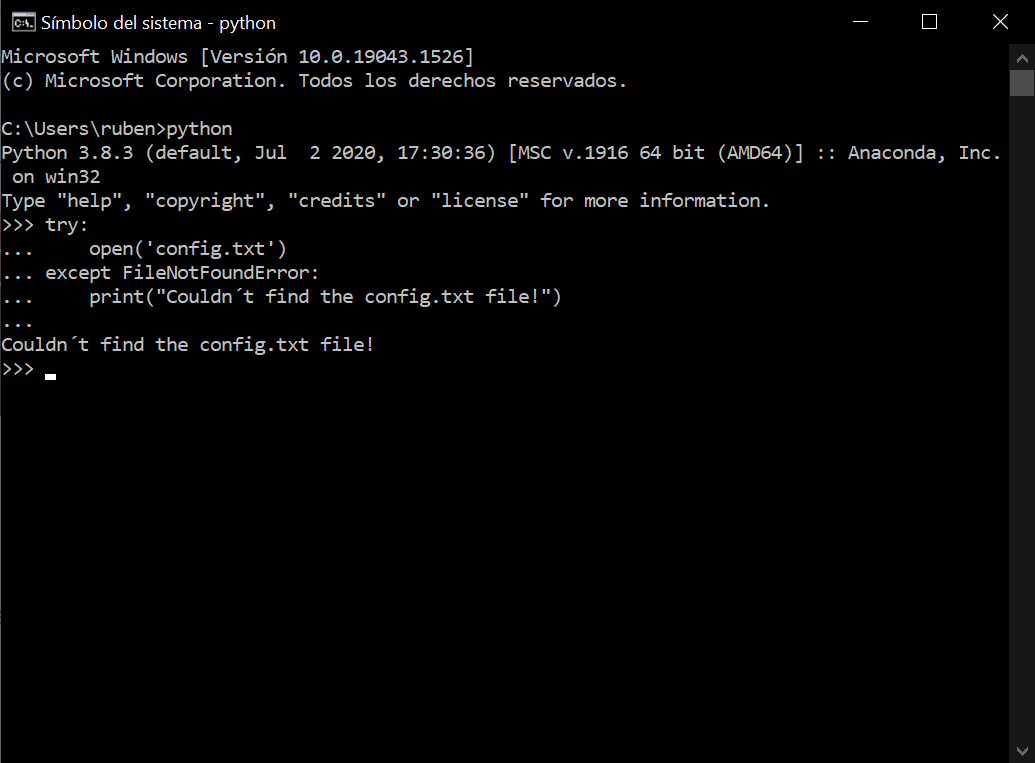 Símbolo del sistema - python
Microsoft Windows [Versión 10.0.19043.1526]
(c) Microsoft Corporation. Todos los derechos reservados.
C:\Users\ruben>python
Python 3.8.3 (default, Jul  2 2020, 17:30:36) [MSC v.1916 64 bit (AMD64)] :: Anaconda, Inc.
 on win32
Type "help", "copyright", "credits" or "license" for more information.
>>> try:
...     open('config.txt')
... except FileNotFoundError:
...     print("Couldn´t find the config.txt file!")
...
Couldn´t find the config.txt file!
>>>